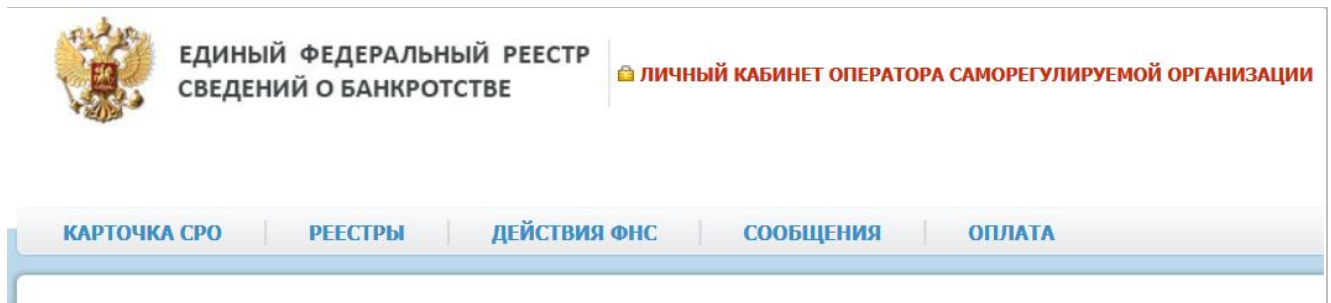 ЕДИНЫЙ ФЕДЕРАЛЬНЫЙ РЕЕСТР
СВЕДЕНИЙ О БАНКРОТСТВЕ
ЛИЧНЫЙ КАБИНЕТ ОПЕРАТОРА САМОРЕГУЛИРУЕМОЙ ОРГАНИЗАЦИИ
КАРТОЧКА СРО РЕЕСТРЫ ДЕЙСТВИЯ ФНС СООБЩЕНИЯ ОПЛАТА